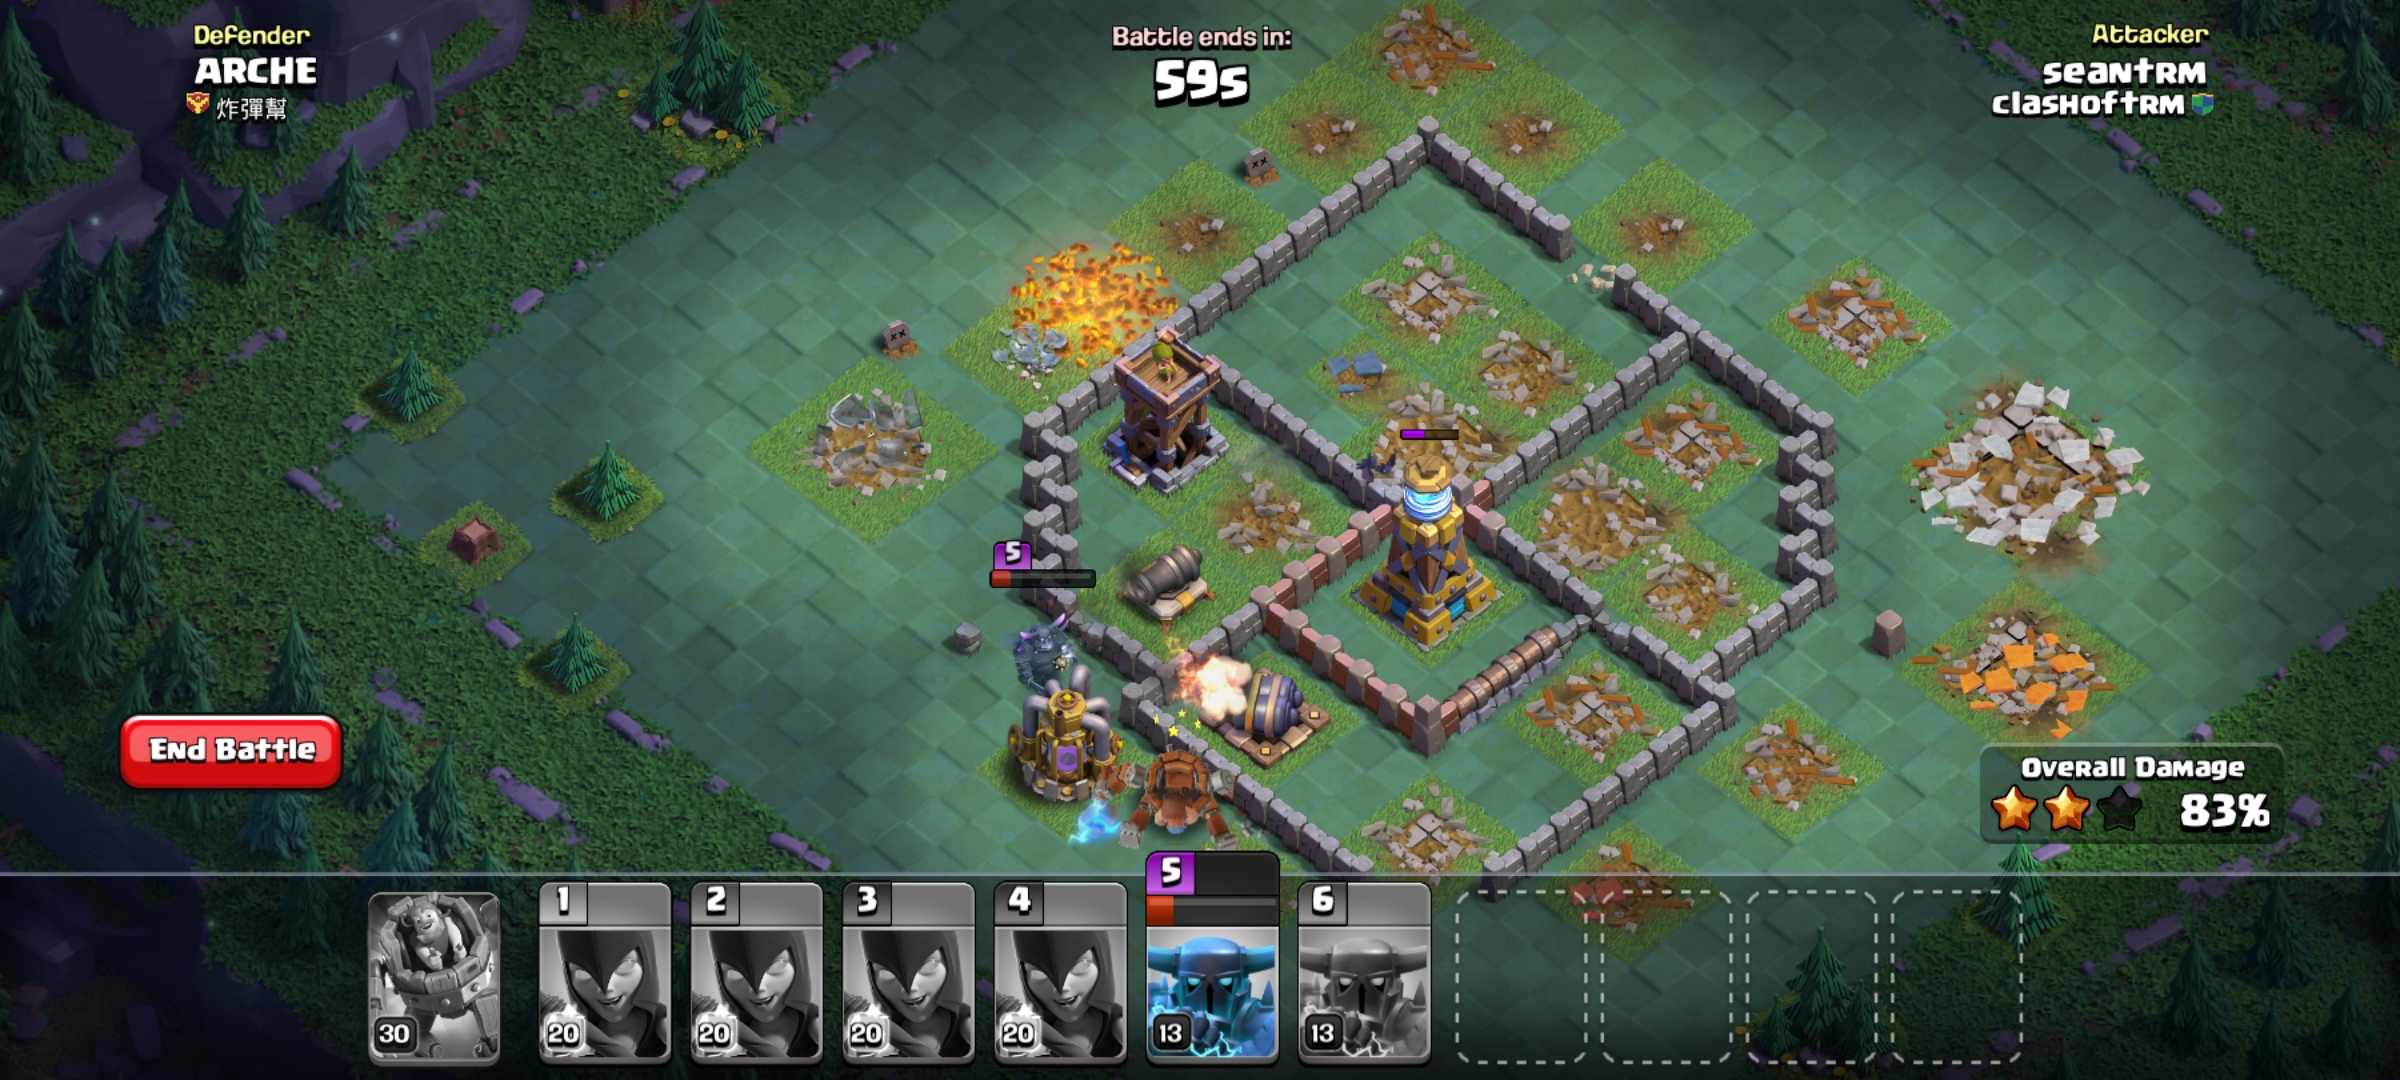 Defender
ARCHE
炸彈幫
Battle ends in:
59s
Attacker
seantRM
clashoftRM
5
End Battle
Overall Damage
83%
30
1
20
2
20
3
20
4
20
5
13
6
13